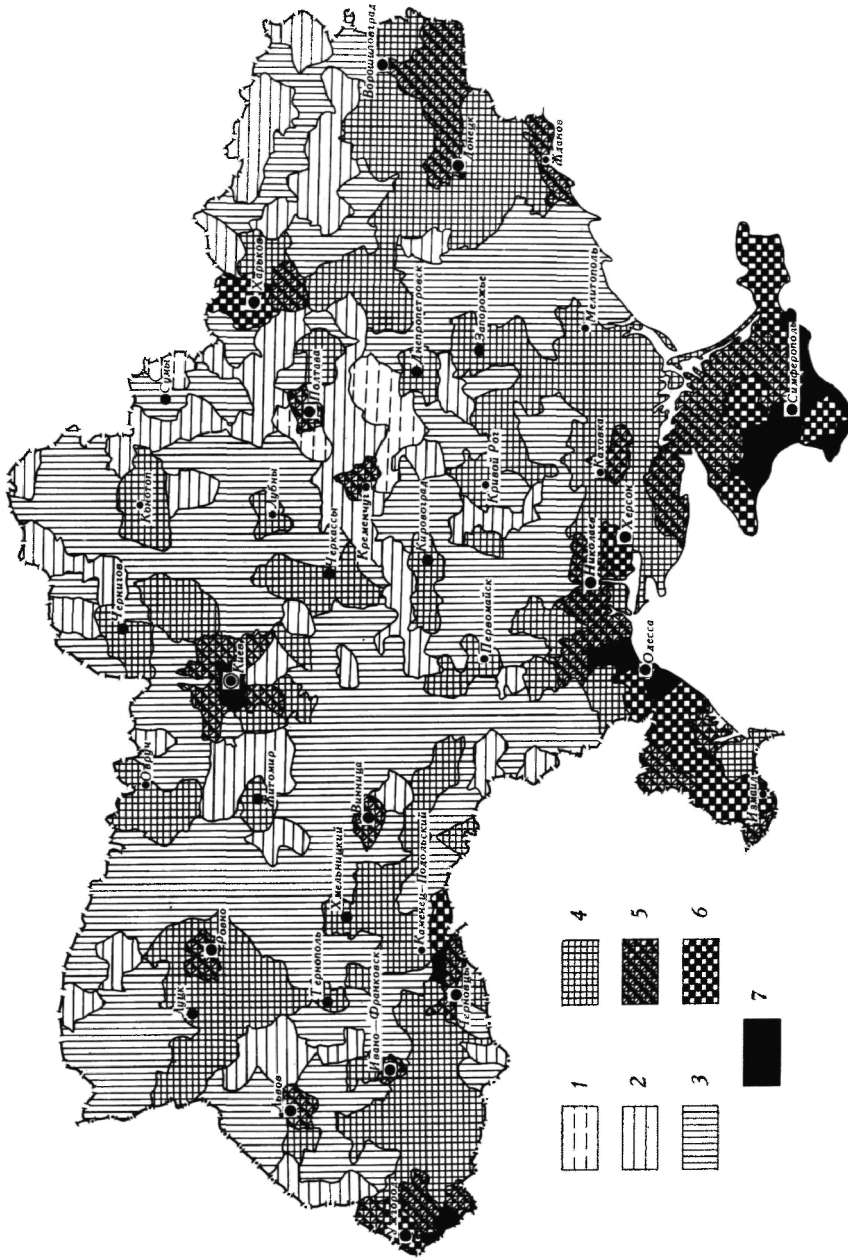 Луцк
Ровно
Овруч
Чернигов
Конотоп
Сумы
Львов
Тернополь
Хмельницкий
Житомир
Киев
Лубны
Полтава
Харьков
Ужгород
Ивано-Франковск
Черновцы
Каменец-Подольский
Винница
Черкассы
Кременчуг
Кировоград
Днепропетровск
Ворошиловград
Донецк
Первомайск
Кривой Рог
Запорожье
Жданов
Николаев
Херсон
Каховка
Мелитополь
Одесса
Измаил
Симферополь
1
2
3
4
5
6
7